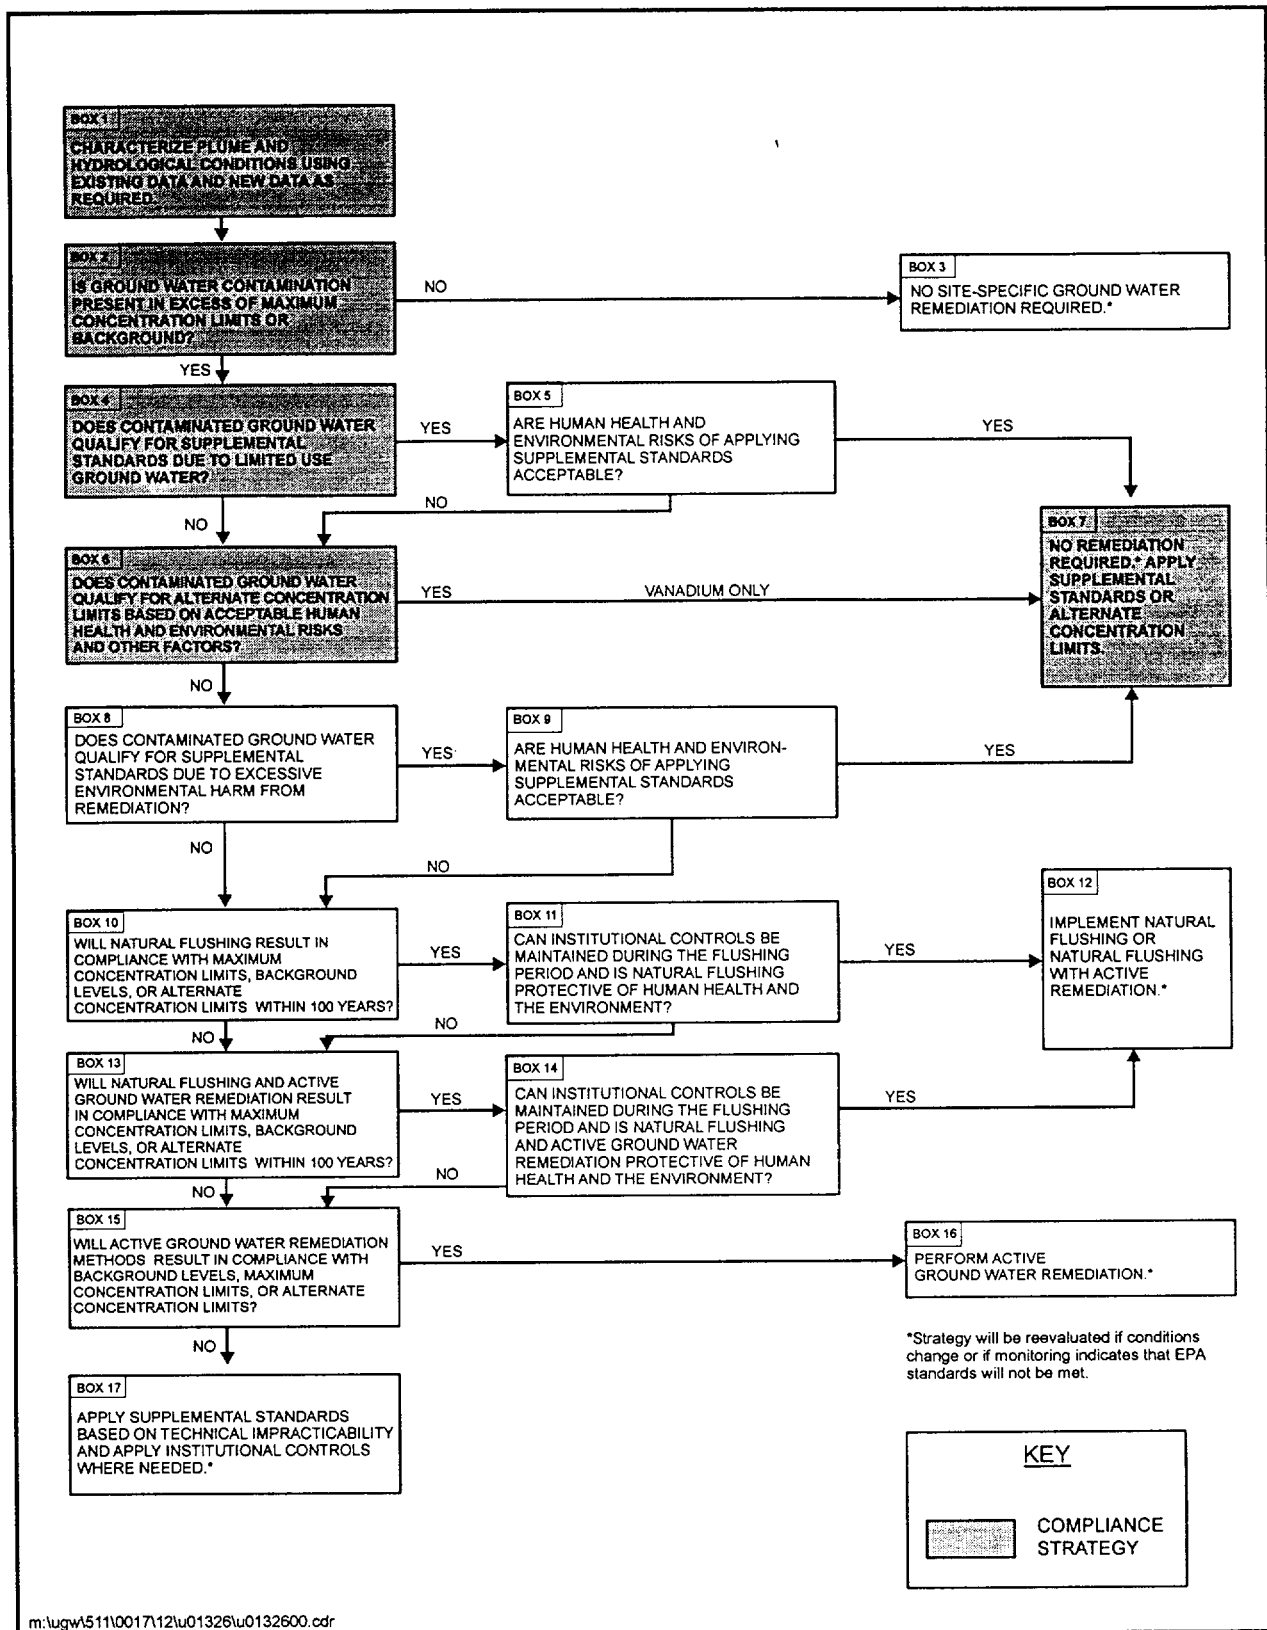 BOX 1
CHARACTERIZE PLUME AND
HYDROLOGICAL CONDITIONS USING
EXISTING DATA AND NEW DATA AS
REQUIRED.
BOX 2
IS GROUND WATER CONTAMINATION
PRESENT IN EXCESS OF MAXIMUM
CONCENTRATION LIMITS OR
BACKGROUND?
NO
BOX 3
NO SITE-SPECIFIC GROUND WATER
REMEDIATION REQUIRED.*
YES
BOX 4
DOES CONTAMINATED GROUND WATER
QUALIFY FOR SUPPLEMENTAL
STANDARDS DUE TO LIMITED USE
GROUND WATER?
YES
BOX 5
ARE HUMAN HEALTH AND
ENVIRONMENTAL RISKS OF APPLYING
SUPPLEMENTAL STANDARDS
ACCEPTABLE?
YES
NO
NO
BOX 6
DOES CONTAMINATED GROUND WATER
QUALIFY FOR ALTERNATE CONCENTRATION
LIMITS BASED ON ACCEPTABLE HUMAN
HEALTH AND ENVIRONMENTAL RISKS
AND OTHER FACTORS?
YES
VANADIUM ONLY
BOX 7
NO REMEDIATION
REQUIRED.* APPLY
SUPPLEMENTAL
STANDARDS OR
ALTERNATE
CONCENTRATION
LIMITS.
NO
BOX 8
DOES CONTAMINATED GROUND WATER
QUALIFY FOR SUPPLEMENTAL
STANDARDS DUE TO EXCESSIVE
ENVIRONMENTAL HARM FROM
REMEDIATION?
YES
BOX 9
ARE HUMAN HEALTH AND ENVIRON-
MENTAL RISKS OF APPLYING
SUPPLEMENTAL STANDARDS
ACCEPTABLE?
YES
NO
NO
BOX 10
WILL NATURAL FLUSHING RESULT IN
COMPLIANCE WITH MAXIMUM
CONCENTRATION LIMITS, BACKGROUND
LEVELS, OR ALTERNATE
CONCENTRATION LIMITS WITHIN 100 YEARS?
YES
BOX 11
CAN INSTITUTIONAL CONTROLS BE
MAINTAINED DURING THE FLUSHING
PERIOD AND IS NATURAL FLUSHING
PROTECTIVE OF HUMAN HEALTH AND
THE ENVIRONMENT?
YES
BOX 12
IMPLEMENT NATURAL
FLUSHING OR
NATURAL FLUSHING
WITH ACTIVE
REMEDIATION.*
NO
NO
BOX 13
WILL NATURAL FLUSHING AND ACTIVE
GROUND WATER REMEDIATION RESULT
IN COMPLIANCE WITH MAXIMUM
CONCENTRATION LIMITS, BACKGROUND
LEVELS, OR ALTERNATE
CONCENTRATION LIMITS WITHIN 100 YEARS?
YES
BOX 14
CAN INSTITUTIONAL CONTROLS BE
MAINTAINED DURING THE FLUSHING
PERIOD AND IS NATURAL FLUSHING
AND ACTIVE GROUND WATER
REMEDIATION PROTECTIVE OF HUMAN
HEALTH AND THE ENVIRONMENT?
YES
NO
NO
BOX 15
WILL ACTIVE GROUND WATER REMEDIATION
METHODS RESULT IN COMPLIANCE WITH
BACKGROUND LEVELS, MAXIMUM
CONCENTRATION LIMITS, OR ALTERNATE
CONCENTRATION LIMITS?
YES
BOX 16
PERFORM ACTIVE
GROUND WATER REMEDIATION.*
NO
*Strategy will be reevaluated if conditions
change or if monitoring indicates that EPA
standards will not be met.
BOX 17
APPLY SUPPLEMENTAL STANDARDS
BASED ON TECHNICAL IMPRACTICABILITY
AND APPLY INSTITUTIONAL CONTROLS
WHERE NEEDED.*
KEY
COMPLIANCE
STRATEGY
m:\ugw\511\0017\12\u01326\u0132600.cdr